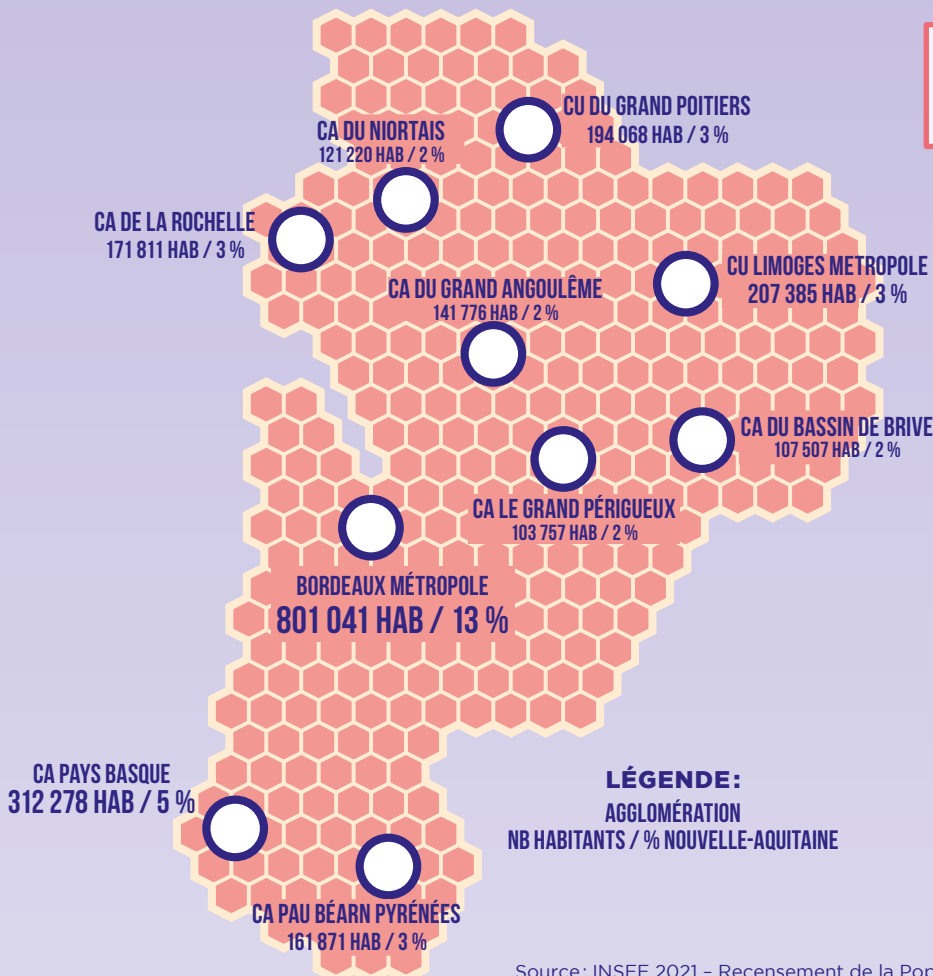 CU DU GRAND POITIERS
194 068 HAB / 3 %
CA DU NIORTAIS
121 220 HAB / 2 %
CA DE LA ROCHELLE
171 811 HAB / 3 %
CU LIMOGES METROPOLE
207 385 HAB / 3 %
CA DU GRAND ANGOULÊME
141 776 HAB / 2 %
CA DU BASSIN DE BRIVE
107 507 HAB / 2 %
CA LE GRAND PÉRIGUEUX
103 757 HAB / 2 %
BORDEAUX MÉTROPOLE
801 041 HAB / 13 %
CA PAYS BASQUE
312 278 HAB / 5 %
LÉGENDE:
AGGLOMÉRATION
NB HABITANTS / % NOUVELLE-AQUITAINE
CA PAU BÉARN PYRÉNÉES
161 871 HAB / 3 %
Source: INSEE 2021 – Recensement de la